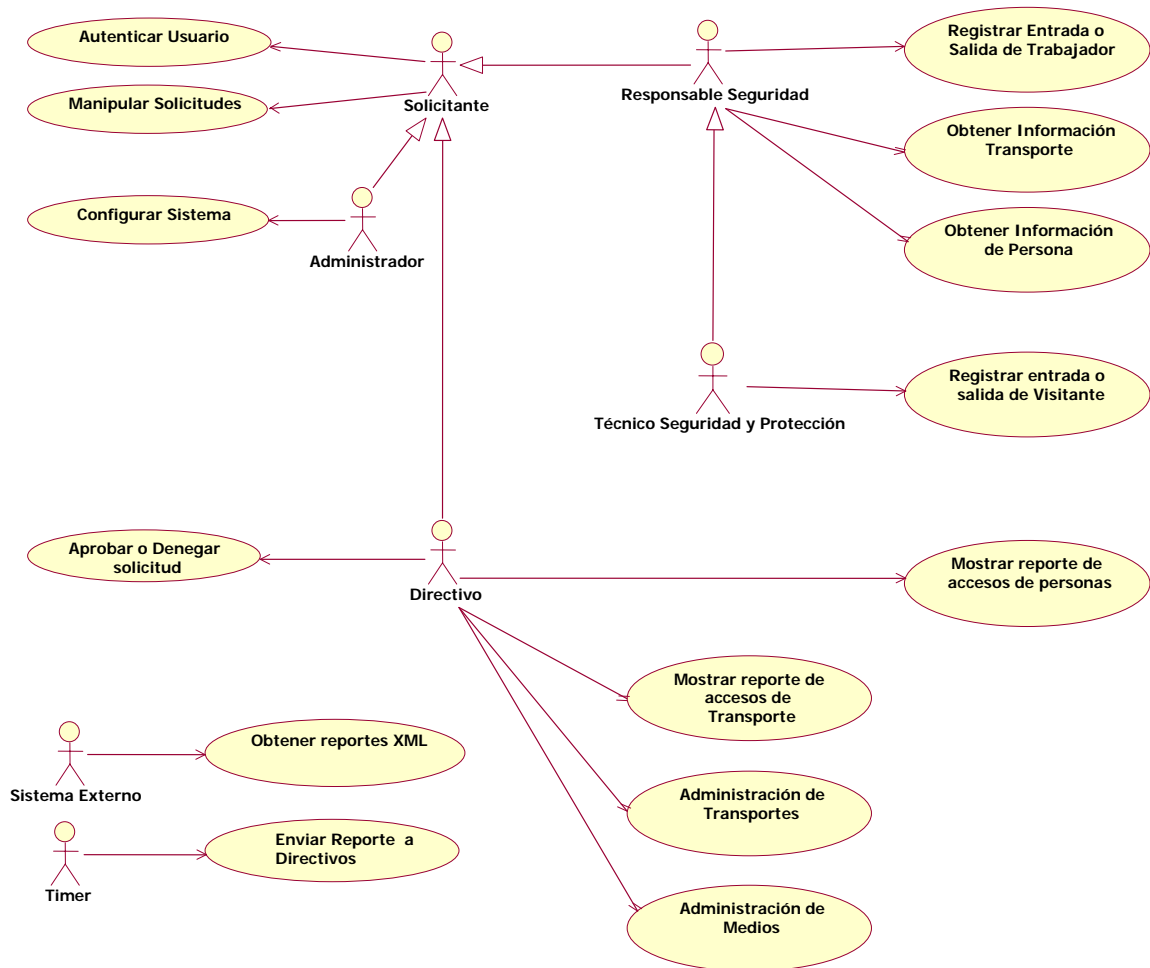 Autenticar Usuario
Manipular Solicitudes
Solicitante
Configurar Sistema
Administrador
Responsable Seguridad
Registrar Entrada o
Salida de Trabajador
Obtener Información
Transporte
Obtener Información
de Persona
Técnico Seguridad y Protección
Registrar entrada o
salida de Visitante
Aprobar o Denegar
solicitud
Directivo
Mostrar reporte de
accesos de personas
Mostrar reporte de
accesos de
Transporte
Obtener reportes XML
Sistema Externo
Administración de
Transportes
Enviar Reporte a
Directivos
Timer
Administración de
Medios